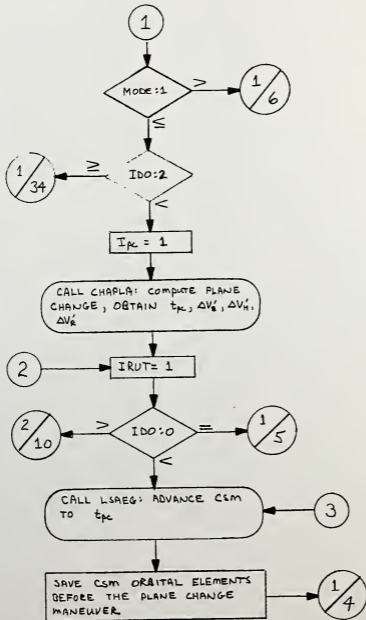 1
MODE:1
>
1/6
≤
≥
1/34
IDO:2
<
Ipc = 1
CALL CHAPLA: COMPUTE PLANE
CHANGE, OBTAIN tpc, ΔV'B, ΔV'H,
ΔV'R
2
IRUT= 1
>
2/10
IDO:0
=
1/5
<
CALL LSAEG: ADVANCE CSM
TO tpc
3
SAVE CSM ORBITAL ELEMENTS
BEFORE THE PLANE CHANGE
MANEUVER
1/4